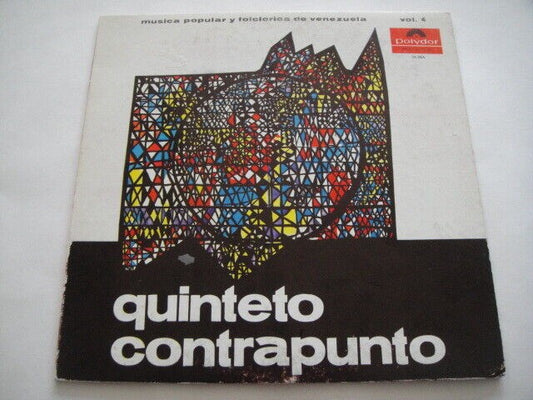 musica popular y folclorica de venezuela
vol. 4
Polydor
quinteto
contrapunto